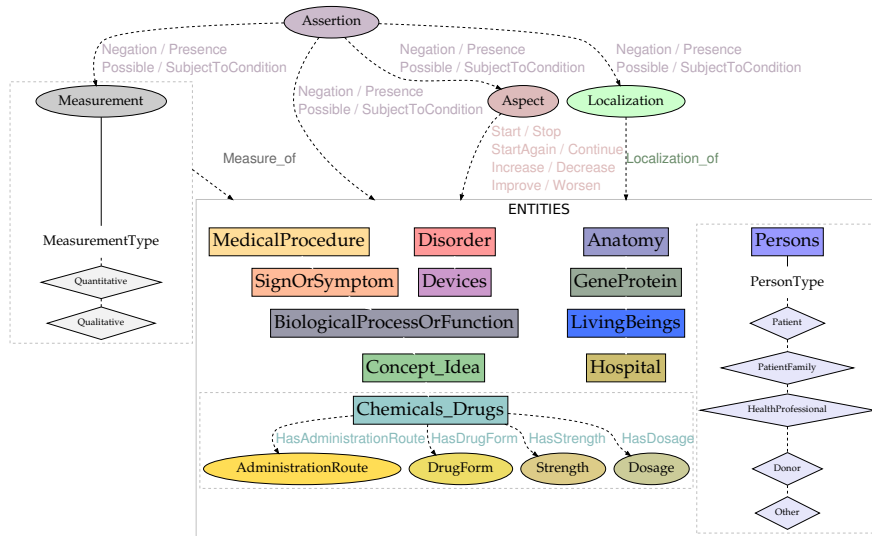 Assertion
Negation / Presence
Possible / SubjectToCondition
Negation / Presence
Possible / SubjectToCondition
Negation / Presence
Possible / SubjectToCondition
Negation / Presence
Possible / SubjectToCondition
Measurement
Aspect
Localization
Start / Stop
StartAgain / Continue
Increase / Decrease
Improve / Worsen
Measure_of
Localization_of
ENTITIES
MeasurementType
Quantitative
Qualitative
MedicalProcedure
Disorder
Anatomy
Persons
SignOrSymptom
Devices
GeneProtein
PersonType
BiologicalProcessOrFunction
LivingBeings
Patient
Concept_Idea
Hospital
PatientFamily
Chemicals_Drugs
HealthProfessional
HasAdministrationRoute
HasDrugForm
HasStrength
HasDosage
AdministrationRoute
DrugForm
Strength
Dosage
Donor
Other